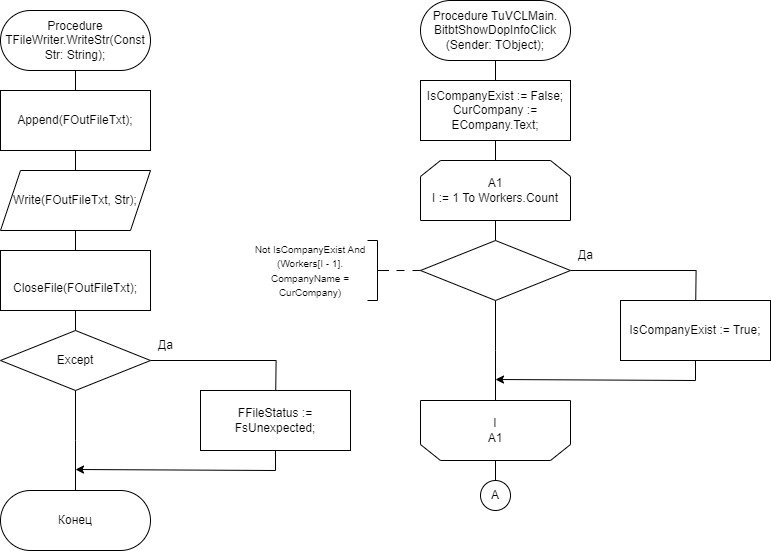 Procedure
TFileWriter.WriteStr(Const
Str: String);
Append(FOutFileTxt);
Write(FOutFileTxt, Str);
CloseFile(FOutFileTxt);
Except
Да
FFileStatus :=
FsUnexpected;
Конец
Procedure TuVCLMain.
BitbtShowDopInfoClick
(Sender: TObject);
IsCompanyExist := False;
CurCompany :=
ECompany.Text;
A1
I := 1 To Workers.Count
Not IsCompanyExist And
(Workers[I - 1].
CompanyName =
CurCompany)
Да
IsCompanyExist := True;
I
A1
A